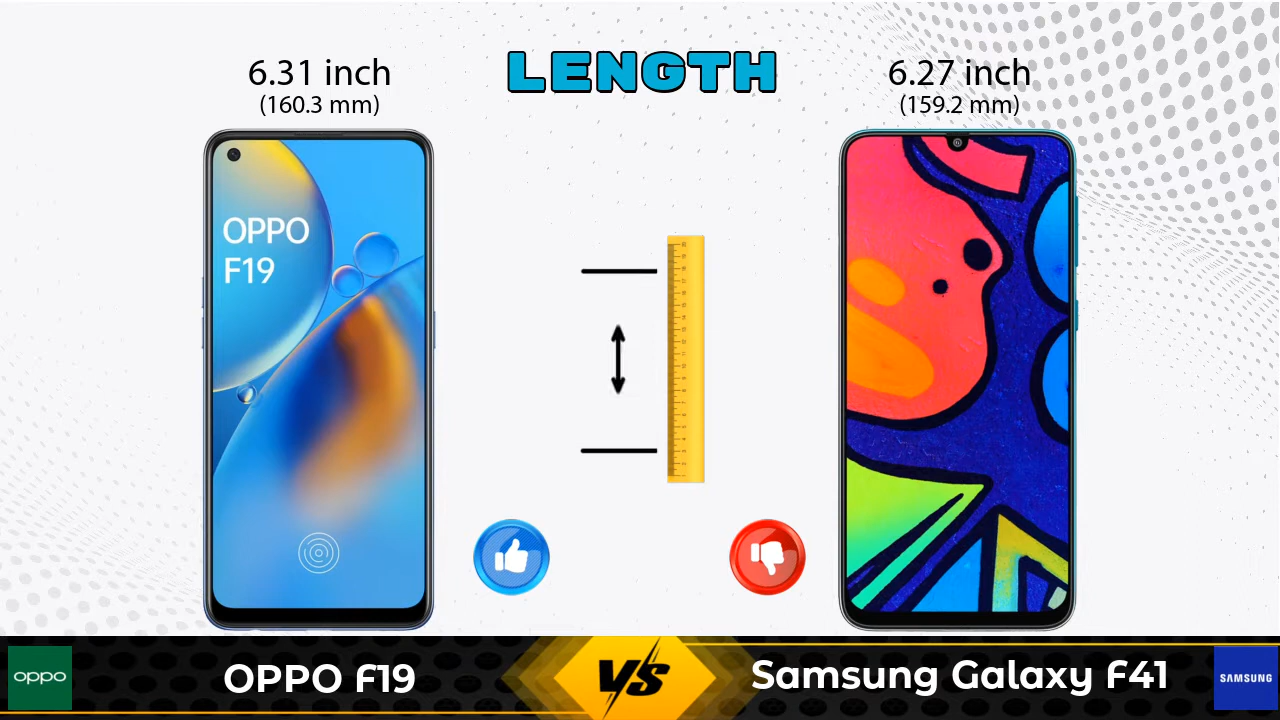 LENGTH
6.31 inch
(160.3 mm)
6.27 inch
(159.2 mm)
OPPO
F19
oppo
OPPO F19
VS
Samsung Galaxy F41
SAMSUNG